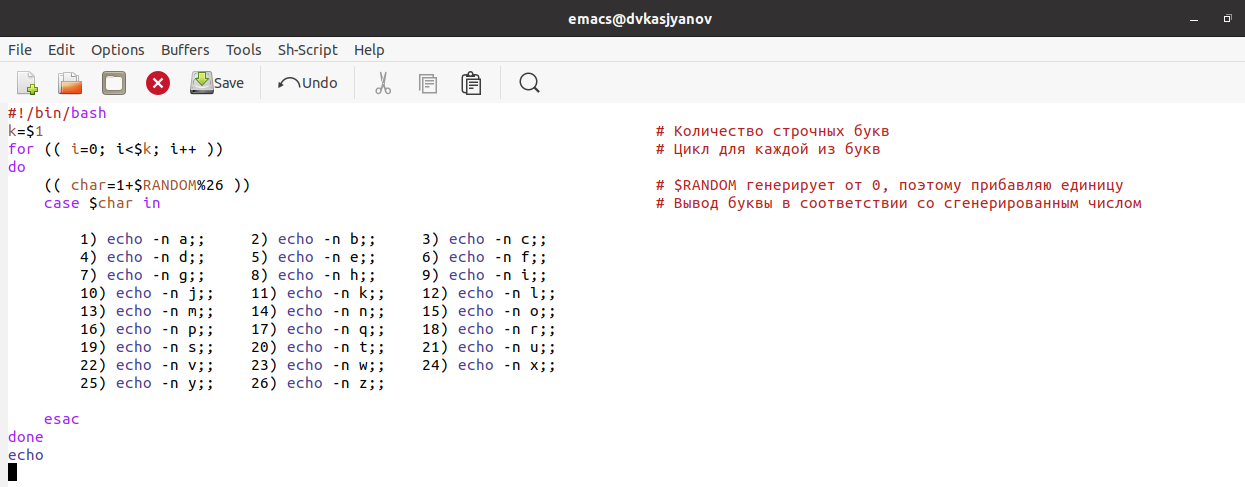 emacs@dvkasjyanov
File Edit Options Buffers Tools Sh-Script Help
Save Undo
#!/bin/bash
k=$1 # Количество строчных букв
for (( i=0; i<$k; i++ )) # Цикл для каждой из букв
do
(( char=1+$RANDOM%26 )) # $RANDOM генерирует от 0, поэтому прибавляю единицу
case $char in # Вывод буквы в соответствии со сгенерированным числом
1) echo -n a;; 2) echo -n b;; 3) echo -n c;;
4) echo -n d;; 5) echo -n e;; 6) echo -n f;;
7) echo -n g;; 8) echo -n h;; 9) echo -n i;;
10) echo -n j;; 11) echo -n k;; 12) echo -n l;;
13) echo -n m;; 14) echo -n n;; 15) echo -n o;;
16) echo -n p;; 17) echo -n q;; 18) echo -n r;;
19) echo -n s;; 20) echo -n t;; 21) echo -n u;;
22) echo -n v;; 23) echo -n w;; 24) echo -n x;;
25) echo -n y;; 26) echo -n z;;
esac
done
echo